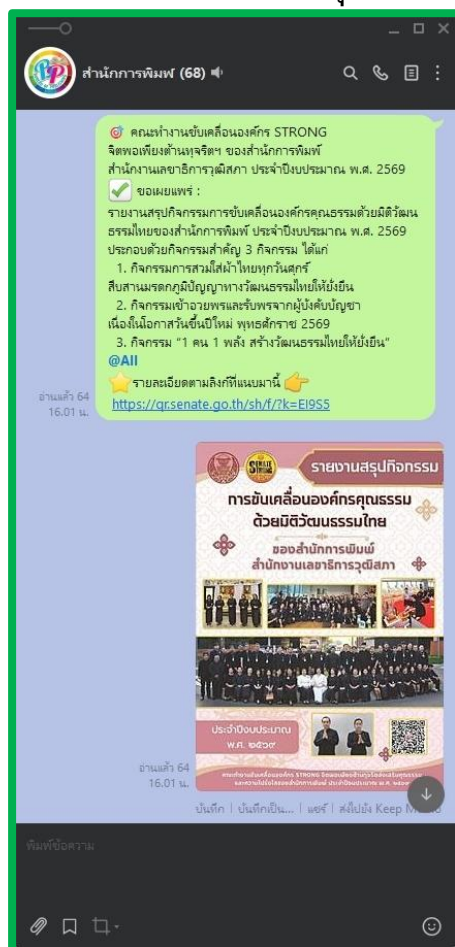 สำนักการพิมพ์ (68)
คณะทำงานขับเคลื่อนองค์กร STRONG
จิตพอเพียงต้านทุจริตฯ ของสำนักการพิมพ์
สำนักงานเลขาธิการวุฒิสภา ประจำปีงบประมาณ พ.ศ. 2569
ขอเผยแพร่ :
รายงานสรุปกิจกรรมการขับเคลื่อนองค์กรคุณธรรมด้วยมิติวัฒน
ธรรมไทยของสำนักการพิมพ์ ประจำปีงบประมาณ พ.ศ. 2569
ประกอบด้วยกิจกรรมสำคัญ 3 กิจกรรม ได้แก่
1. กิจกรรมการสวมใส่ผ้าไทยทุกวันศุกร์
สืบสานมรดกภูมิปัญญาทางวัฒนธรรมไทยให้ยั่งยืน
2. กิจกรรมเข้าอวยพรและรับพรจากผู้บังคับบัญชา
เนื่องในโอกาสวันขึ้นปีใหม่ พุทธศักราช 2569
3. กิจกรรม “1 คน 1 พลัง สร้างวัฒนธรรมไทยให้ยั่งยืน”
@All
รายละเอียดตามลิงก์ที่แนบมานี้
https://qr.senate.go.th/sh/f/?k=EI9S5
อ่านแล้ว 64
16.01 น.
SENATE
STRONG
รายงานสรุปกิจกรรม
การขับเคลื่อนองค์กรคุณธรรม
ด้วยมิติวัฒนธรรมไทย
ของสำนักการพิมพ์
สำนักงานเลขาธิการวุฒิสภา
ประจำปีงบประมาณ
พ.ศ. ๒๕๖๙
อ่านแล้ว 64
16.01 น.
บันทึก | บันทึกเป็น... | แชร์ | ส่งไปยัง Keep
พิมพ์ข้อความ